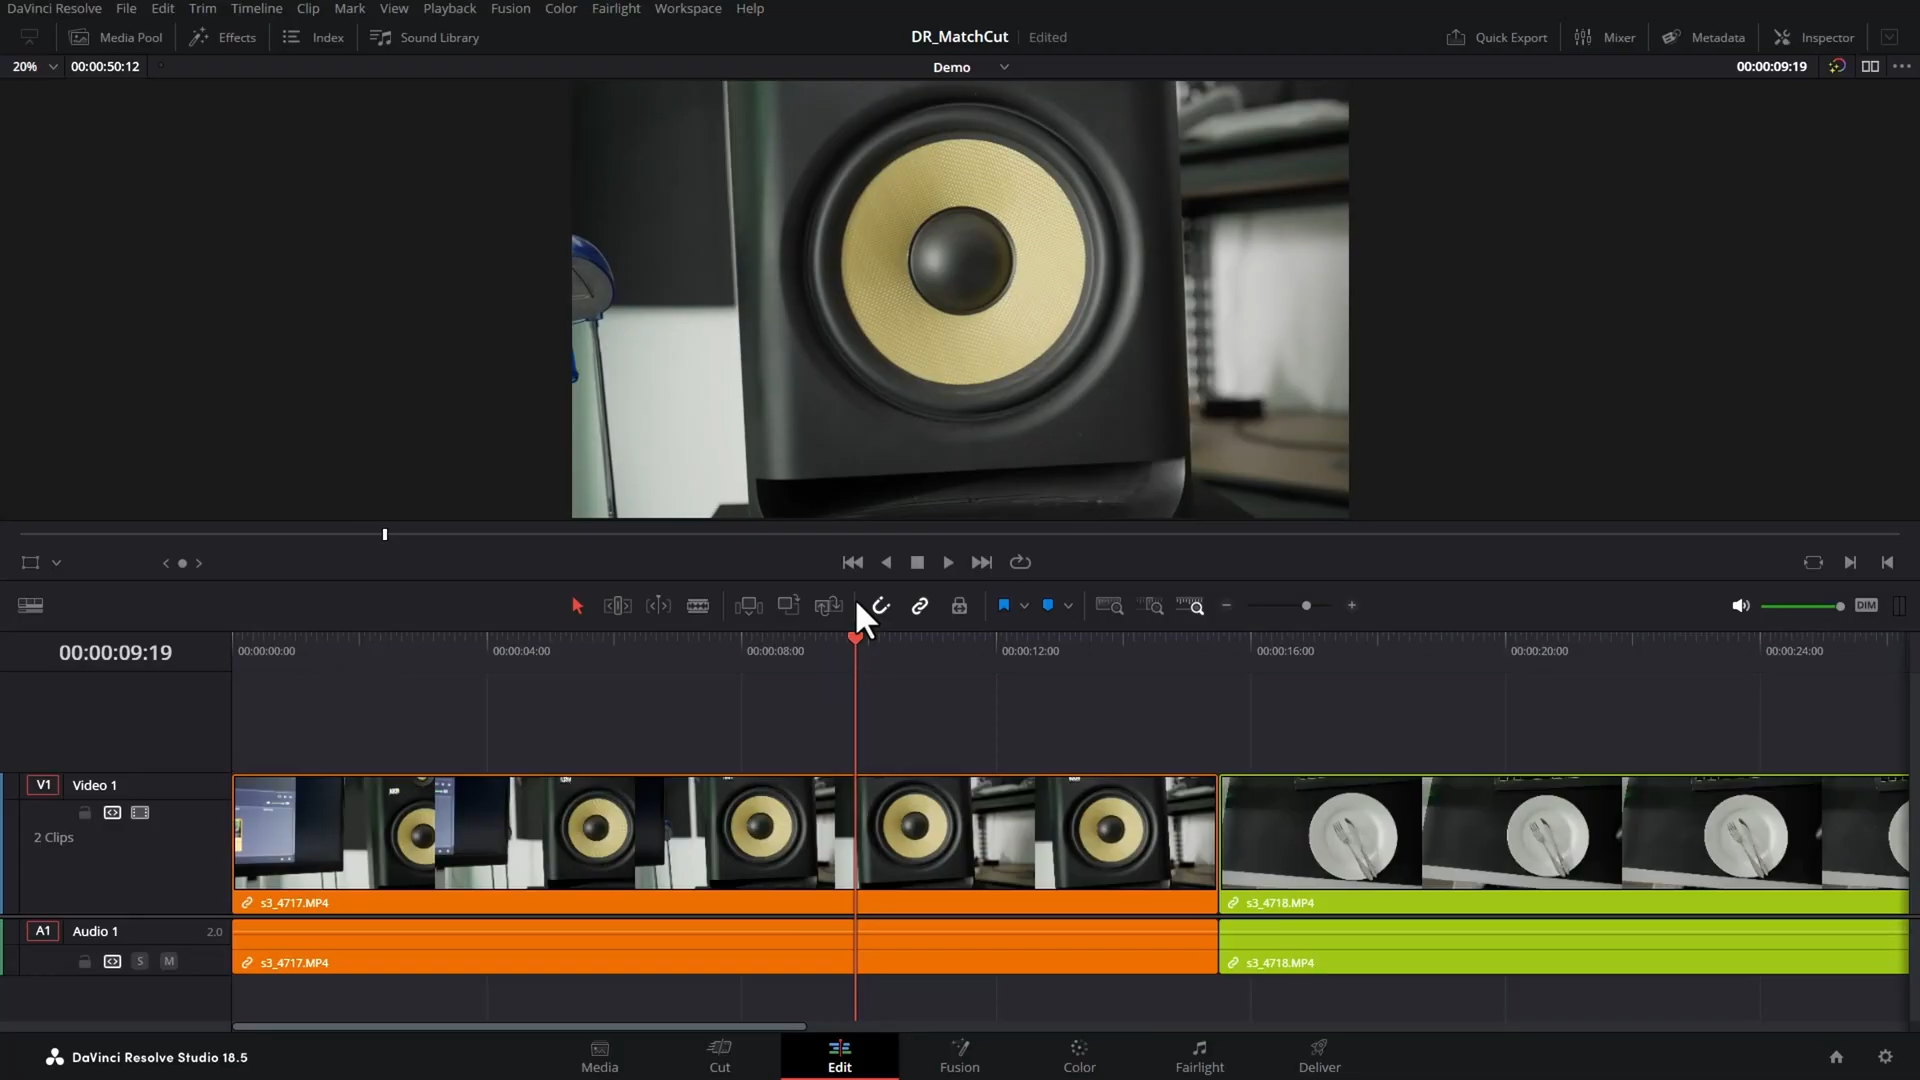 DaVinci Resolve File Edit Trim Timeline Clip Mark View Playback Fusion Color Fairlight Workspace Help
Media Pool Effects Index Sound Library DR_MatchCut Edited Quick Export Mixer Metadata Inspector
20% 00:00:50:12 Demo 00:00:09:19
DIM
00:00:09:19 00:00:00:00 00:00:04:00 00:00:08:00 00:00:12:00 00:00:16:00 00:00:20:00 00:00:24:00
V1 Video 1
2 Clips
s3_4717.MP4 s3_4718.MP4
A1 Audio 1 2.0
S M
s3_4717.MP4 s3_4718.MP4
DaVinci Resolve Studio 18.5 Media Cut Edit Fusion Color Fairlight Deliver